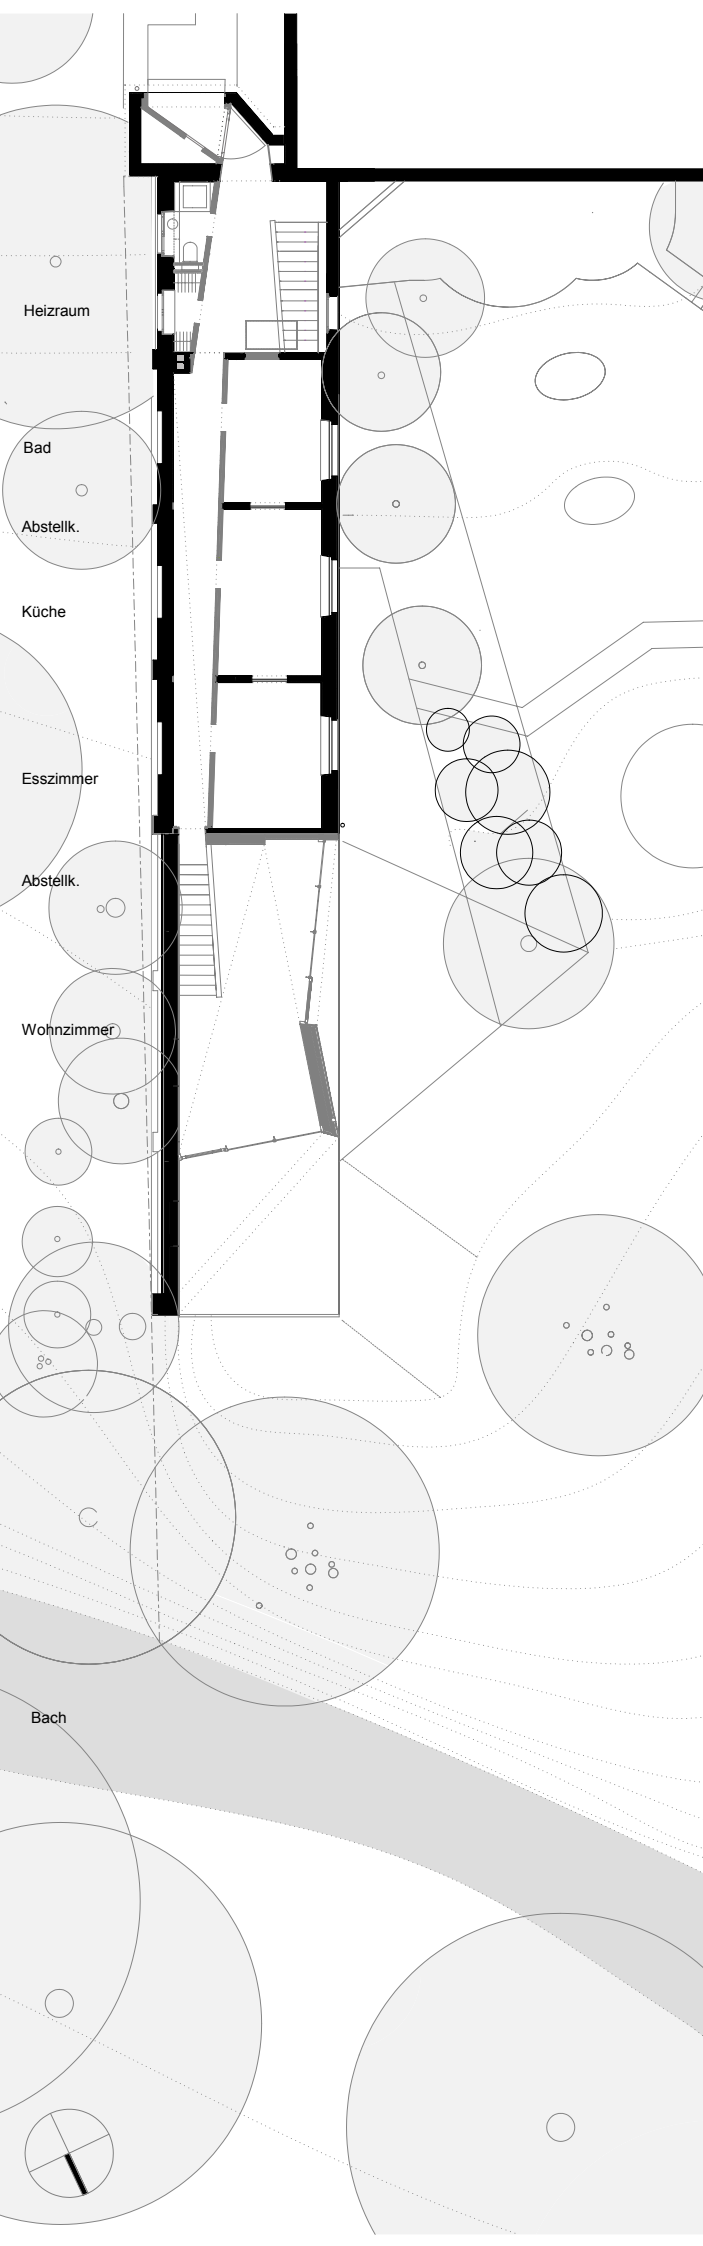 Heizraum
Bad
Abstellk.
Küche
Esszimmer
Abstellk.
Wohnzimmer
Bach